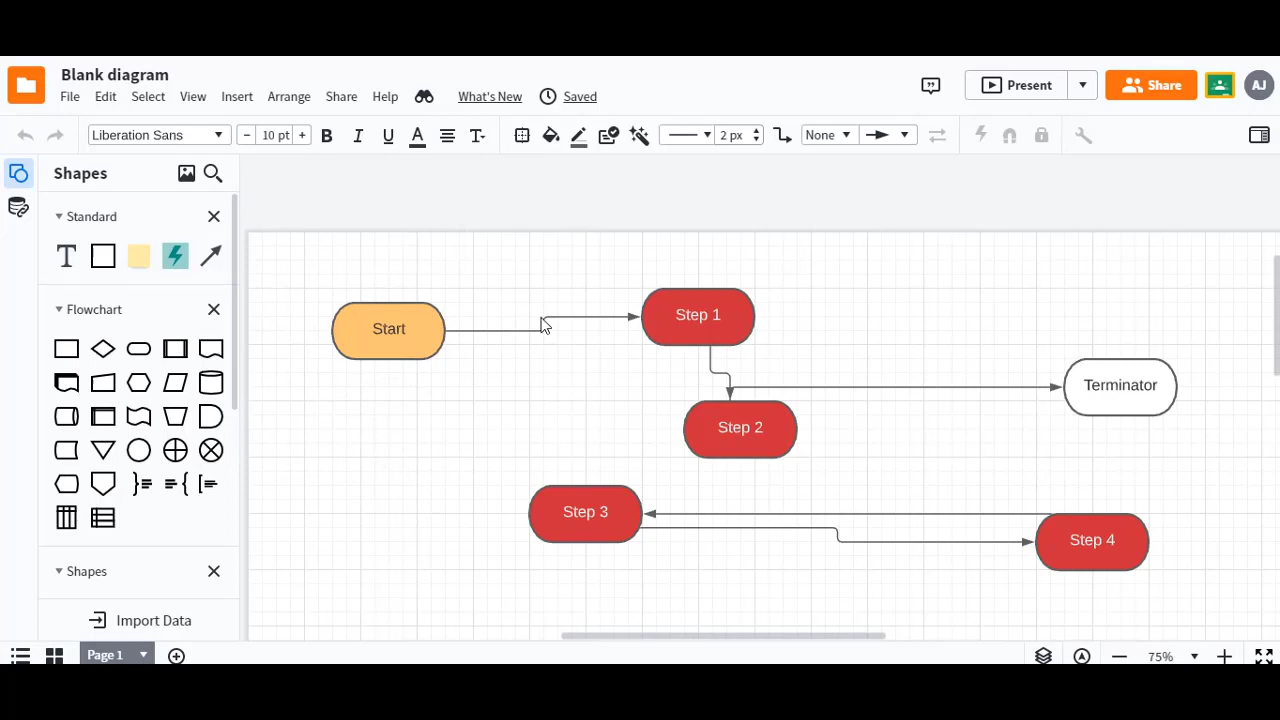 Blank diagram
File Edit Select View Insert Arrange Share Help What's New Saved
Present Share AJ
Liberation Sans 10 pt B I U A T 2 px None
Shapes
Standard
T
Flowchart
Shapes
Import Data
Start
Step 1
Terminator
Step 2
Step 3
Step 4
Page 1 75%